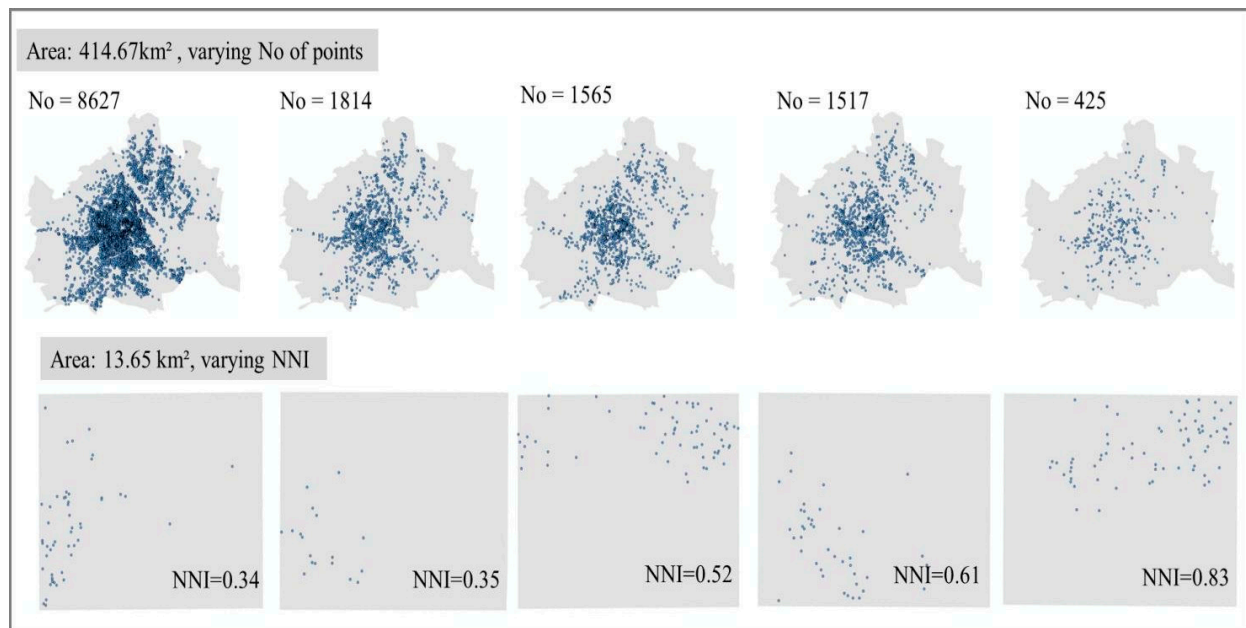 Area: 414.67km² , varying No of points
No = 8627
No = 1814
No = 1565
No = 1517
No = 425
Area: 13.65 km², varying NNI
NNI=0.34
NNI=0.35
NNI=0.52
NNI=0.61
NNI=0.83